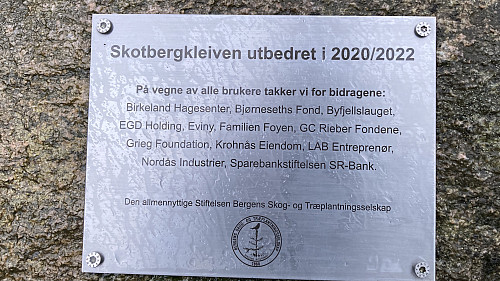 Skotbergkleiven utbedret i 2020/2022
På vegne av alle brukere takker vi for bidragene:
Birkeland Hagesenter, Bjørneseths Fond, Byfjellslauget,
EGD Holding, Eviny, Familien Foyen, GC Rieber Fondene,
Grieg Foundation, Krohnås Eiendom, LAB Entreprenør,
Nordås Industrier, Sparebankstiftelsen SR-Bank.
Den allmennyttige Stiftelsen Bergens Skog- og Træplantningsselskap